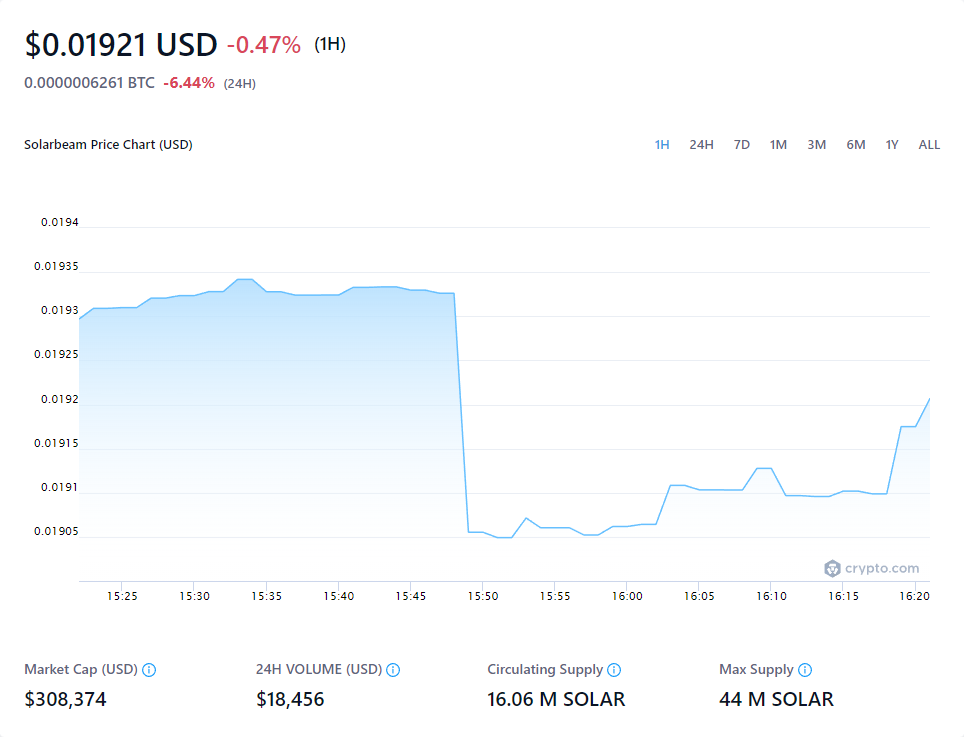 $0.01921 USD -0.47% (1H)
0.0000006261 BTC -6.44% (24H)
Solarbeam Price Chart (USD) 1H 24H 7D 1M 3M 6M 1Y ALL
0.0194
0.01935
0.0193
0.01925
0.0192
0.01915
0.0191
0.01905
crypto.com
15:25 15:30 15:35 15:40 15:45 15:50 15:55 16:00 16:05 16:10 16:15 16:20
Market Cap (USD) 24H VOLUME (USD) Circulating Supply Max Supply
$308,374 $18,456 16.06 M SOLAR 44 M SOLAR